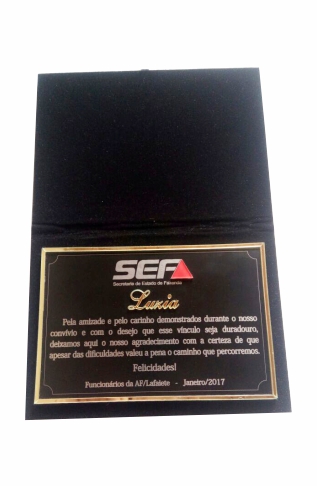 SEF
Secretaria de Estado de Fazenda
Luzia
Pela amizade e pelo carinho demonstrados durante o nosso
convívio e com o desejo que esse vínculo seja duradouro,
deixamos aqui o nosso agradecimento com a certeza de que
apesar das dificuldades valeu a pena o caminho que percorremos.
Felicidades!
Funcionários da AF/Lafaiete - Janeiro/2017